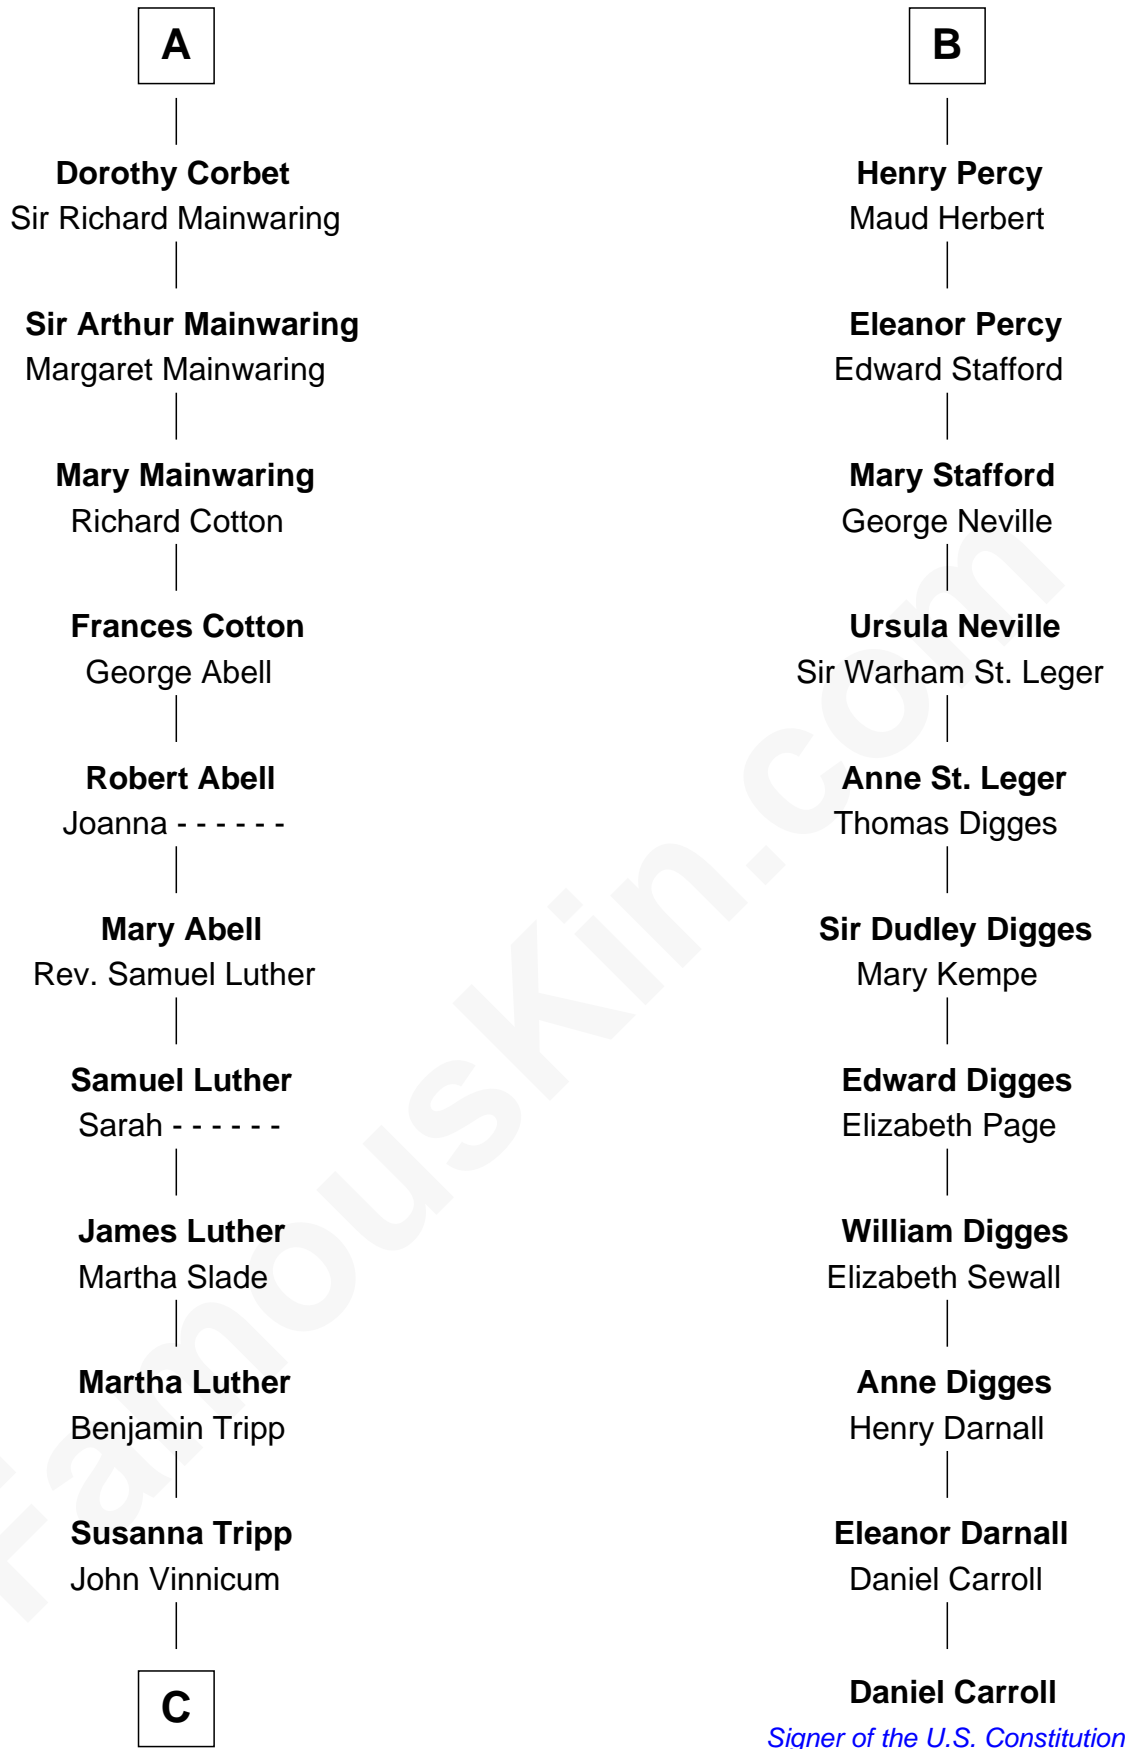 A
Dorothy Corbet
Sir Richard Mainwaring
Sir Arthur Mainwaring
Margaret Mainwaring
Mary Mainwaring
Richard Cotton
Frances Cotton
George Abell
Robert Abell
Joanna - - - - - -
Mary Abell
Rev. Samuel Luther
Samuel Luther
Sarah - - - - - -
James Luther
Martha Slade
Martha Luther
Benjamin Tripp
Susanna Tripp
John Vinnicum
C
B
Henry Percy
Maud Herbert
Eleanor Percy
Edward Stafford
Mary Stafford
George Neville
Ursula Neville
Sir Warham St. Leger
Anne St. Leger
Thomas Digges
Sir Dudley Digges
Mary Kempe
Edward Digges
Elizabeth Page
William Digges
Elizabeth Sewall
Anne Digges
Henry Darnall
Eleanor Darnall
Daniel Carroll
Daniel Carroll
Signer of the U.S. Constitution
FamousKin.com